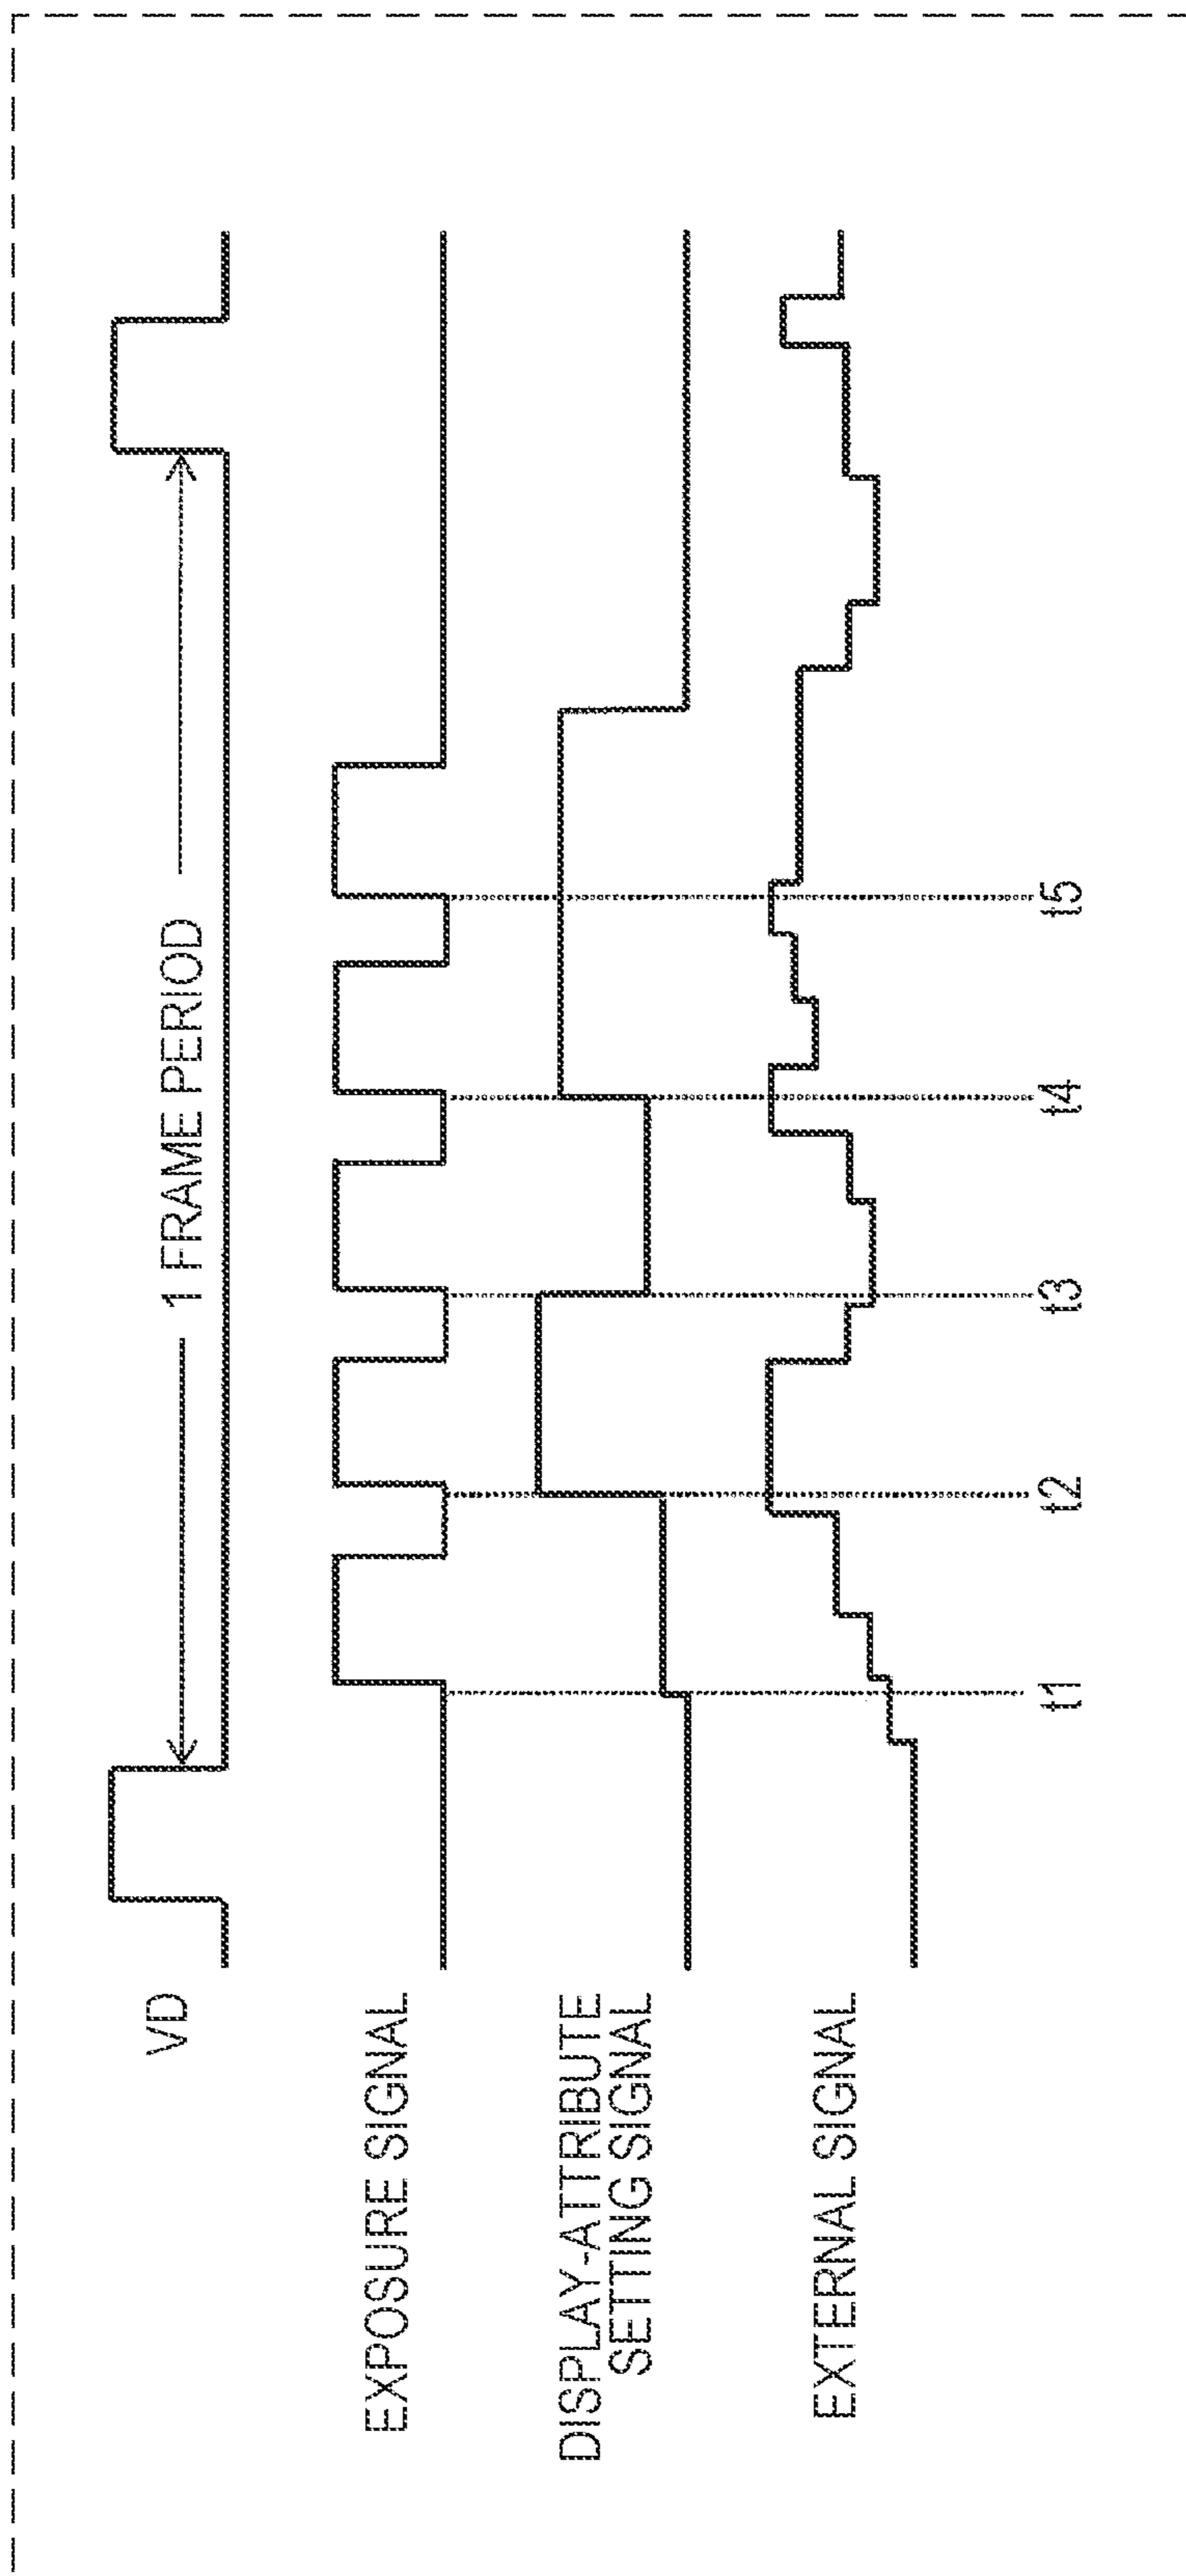 VD
1 FRAME PERIOD
EXPOSURE SIGNAL
DISPLAY-ATTRIBUTE
SETTING SIGNAL
EXTERNAL SIGNAL
t1
t2
t3
t4
t5